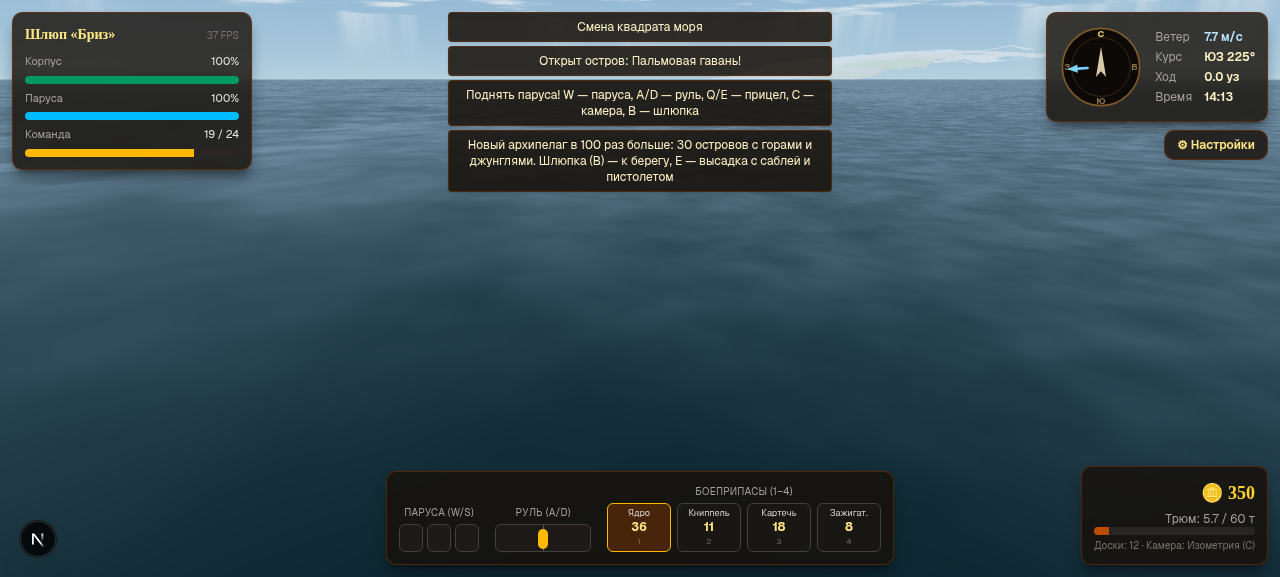 Шлюп «Бриз»
37 FPS
Корпус
100%
Паруса
100%
Команда
19 / 24
Смена квадрата моря
Открыт остров: Пальмовая гавань!
Поднять паруса! W — паруса, A/D — руль, Q/E — прицел, C —
камера, B — шлюпка
Новый архипелаг в 100 раз больше: 30 островов с горами и
джунглями. Шлюпка (B) — к берегу, E — высадка с саблей и
пистолетом
С
З
В
Ю
Ветер 7.7 м/с
Курс ЮЗ 225°
Ход 0.0 уз
Время 14:13
⚙ Настройки
N
ПАРУСА (W/S)
РУЛЬ (A/D)
БОЕПРИПАСЫ (1–4)
Ядро
36
1
Книппель
11
2
Картечь
18
3
Зажигат.
8
4
350
Трюм: 5.7 / 60 т
Доски: 12 · Камера: Изометрия (C)